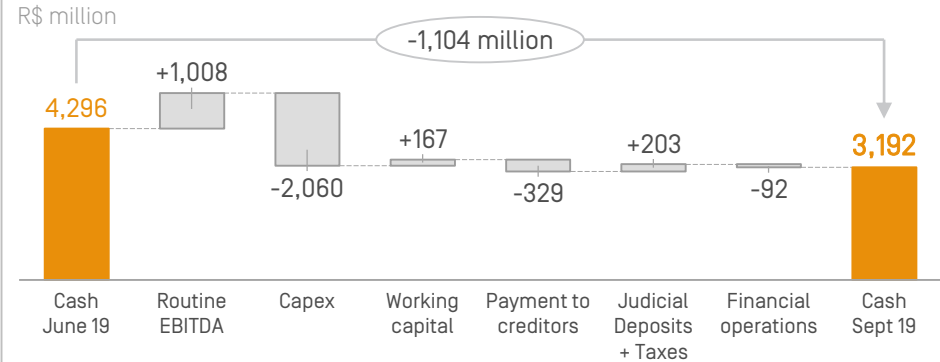 R$ million
-1,104 million
+1,008
4,296
+167
+203
3,192
-2,060
-329
-92
Cash
June 19
Routine
EBITDA
Capex
Working
capital
Payment to
creditors
Judicial
Deposits
+ Taxes
Financial
operations
Cash
Sept 19